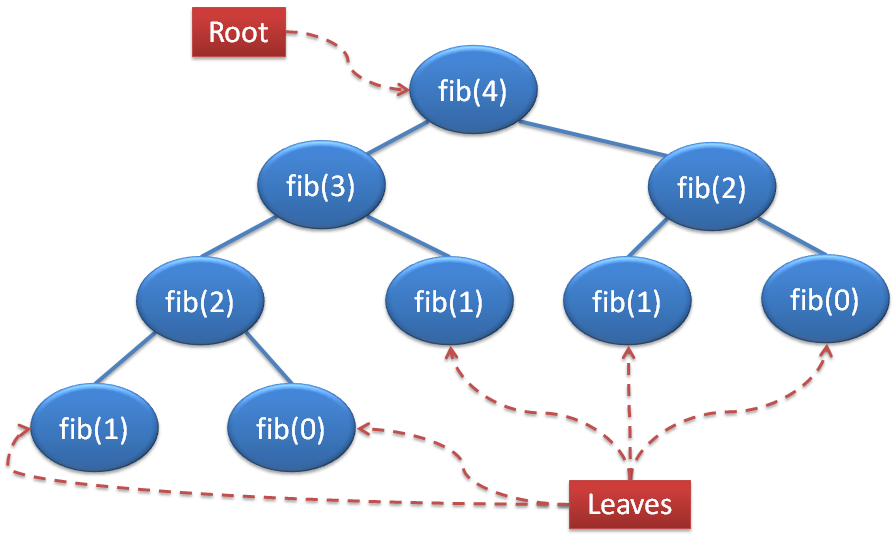 Root
fib(4)
fib(3)
fib(2)
fib(2)
fib(1)
fib(1)
fib(0)
fib(1)
fib(0)
Leaves